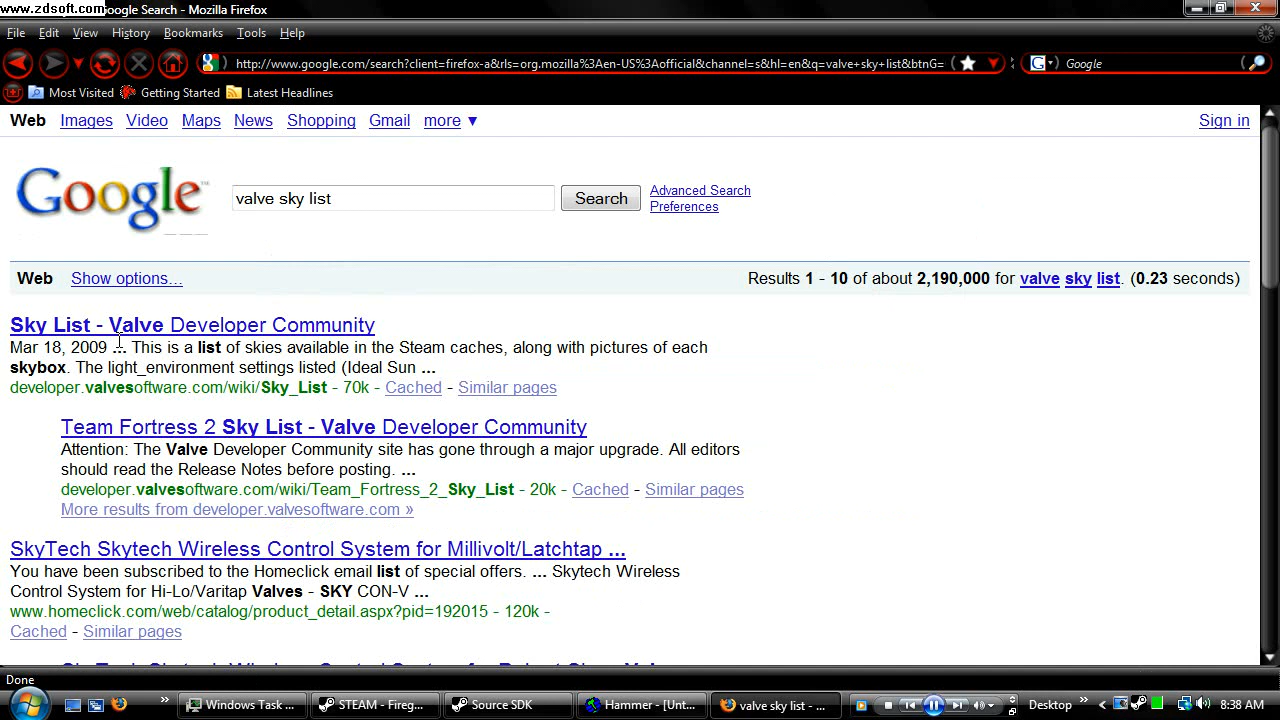 www.zdsoft.com Google Search - Mozilla Firefox
File Edit View History Bookmarks Tools Help
http://www.google.com/search?client=firefox-a&rls=org.mozilla%3Aen-US%3Aofficial&channel=s&hl=en&q=valve+sky+list&btnG= G Google
Most Visited Getting Started Latest Headlines
Web Images Video Maps News Shopping Gmail more ▼ Sign in
Google™ valve sky list Search Advanced Search
Preferences
Web Show options... Results 1 - 10 of about 2,190,000 for valve sky list. (0.23 seconds)
Sky List - Valve Developer Community
Mar 18, 2009 ... This is a list of skies available in the Steam caches, along with pictures of each
skybox. The light_environment settings listed (Ideal Sun ...
developer.valvesoftware.com/wiki/Sky_List - 70k - Cached - Similar pages
Team Fortress 2 Sky List - Valve Developer Community
Attention: The Valve Developer Community site has gone through a major upgrade. All editors
should read the Release Notes before posting. ...
developer.valvesoftware.com/wiki/Team_Fortress_2_Sky_List - 20k - Cached - Similar pages
More results from developer.valvesoftware.com »
SkyTech Skytech Wireless Control System for Millivolt/Latchtap ...
You have been subscribed to the Homeclick email list of special offers. ... Skytech Wireless
Control System for Hi-Lo/Varitap Valves - SKY CON-V ...
www.homeclick.com/web/catalog/product_detail.aspx?pid=192015 - 120k -
Cached - Similar pages
Done
Windows Task ... STEAM - Firegr... Source SDK Hammer - [Unt... valve sky list - ... Desktop 8:38 AM